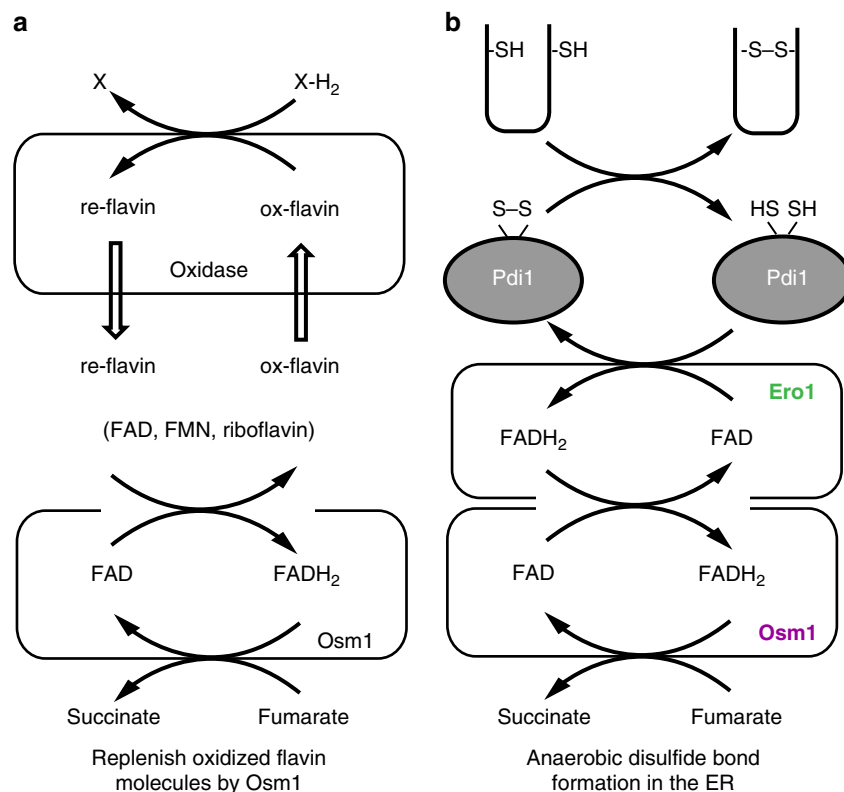 a
X
X-H₂
re-flavin
ox-flavin
Oxidase
re-flavin
ox-flavin
(FAD, FMN, riboflavin)
FAD
FADH₂
Osm1
Succinate
Fumarate
Replenish oxidized flavin
molecules by Osm1
b
-SH
-SH
-S–S-
S–S
HS SH
Pdi1
Pdi1
Ero1
FADH₂
FAD
FAD
FADH₂
Osm1
Succinate
Fumarate
Anaerobic disulfide bond
formation in the ER